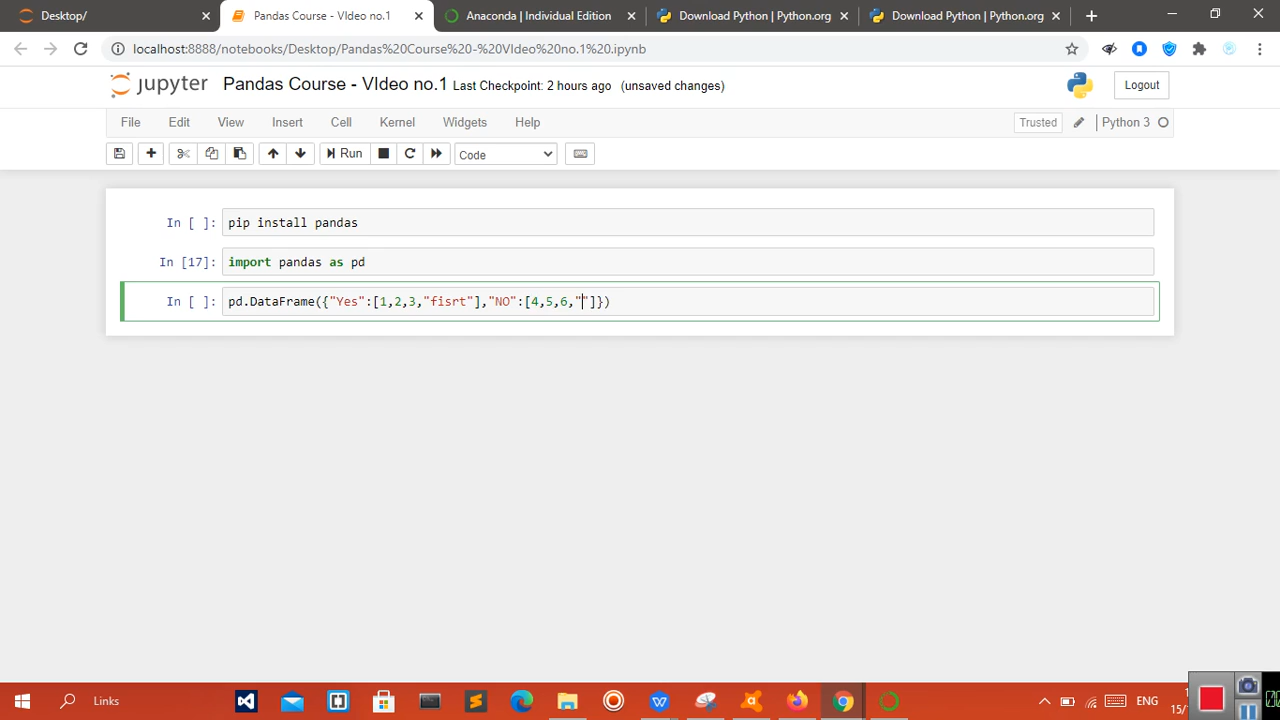 Desktop/
Pandas Course - VIdeo no.1
Anaconda | Individual Edition
Download Python | Python.org
Download Python | Python.org
localhost:8888/notebooks/Desktop/Pandas%20Course%20-%20VIdeo%20no.1%20.ipynb
jupyter
Pandas Course - VIdeo no.1 Last Checkpoint: 2 hours ago (unsaved changes)
Logout
File Edit View Insert Cell Kernel Widgets Help
Trusted
Python 3
Run
Code
In [ ]: pip install pandas
In [17]: import pandas as pd
In [ ]: pd.DataFrame({"Yes":[1,2,3,"fisrt"],"NO":[4,5,6,""]})
Links
ENG